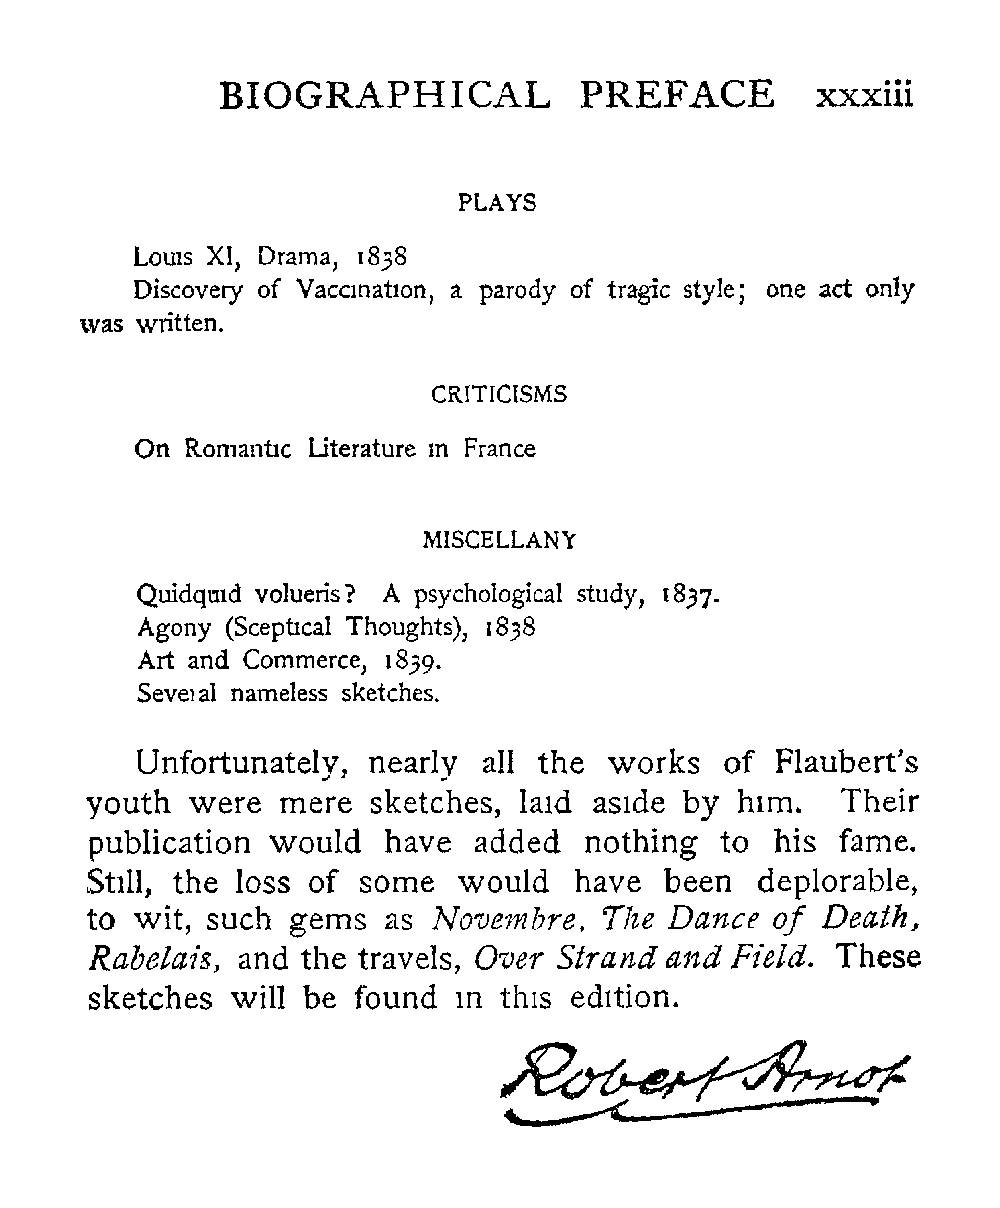 BIOGRAPHICAL PREFACE xxxiii
PLAYS
Louis XI, Drama, 1838
Discovery of Vaccination, a parody of tragic style; one act only
was written.
CRITICISMS
On Romantic Literature in France
MISCELLANY
Quidquid volueris? A psychological study, 1837.
Agony (Sceptical Thoughts), 1838
Art and Commerce, 1839.
Several nameless sketches.
Unfortunately, nearly all the works of Flaubert's
youth were mere sketches, laid aside by him. Their
publication would have added nothing to his fame.
Still, the loss of some would have been deplorable,
to wit, such gems as Novembre, The Dance of Death,
Rabelais, and the travels, Over Strand and Field. These
sketches will be found in this edition.
Robert Arnot